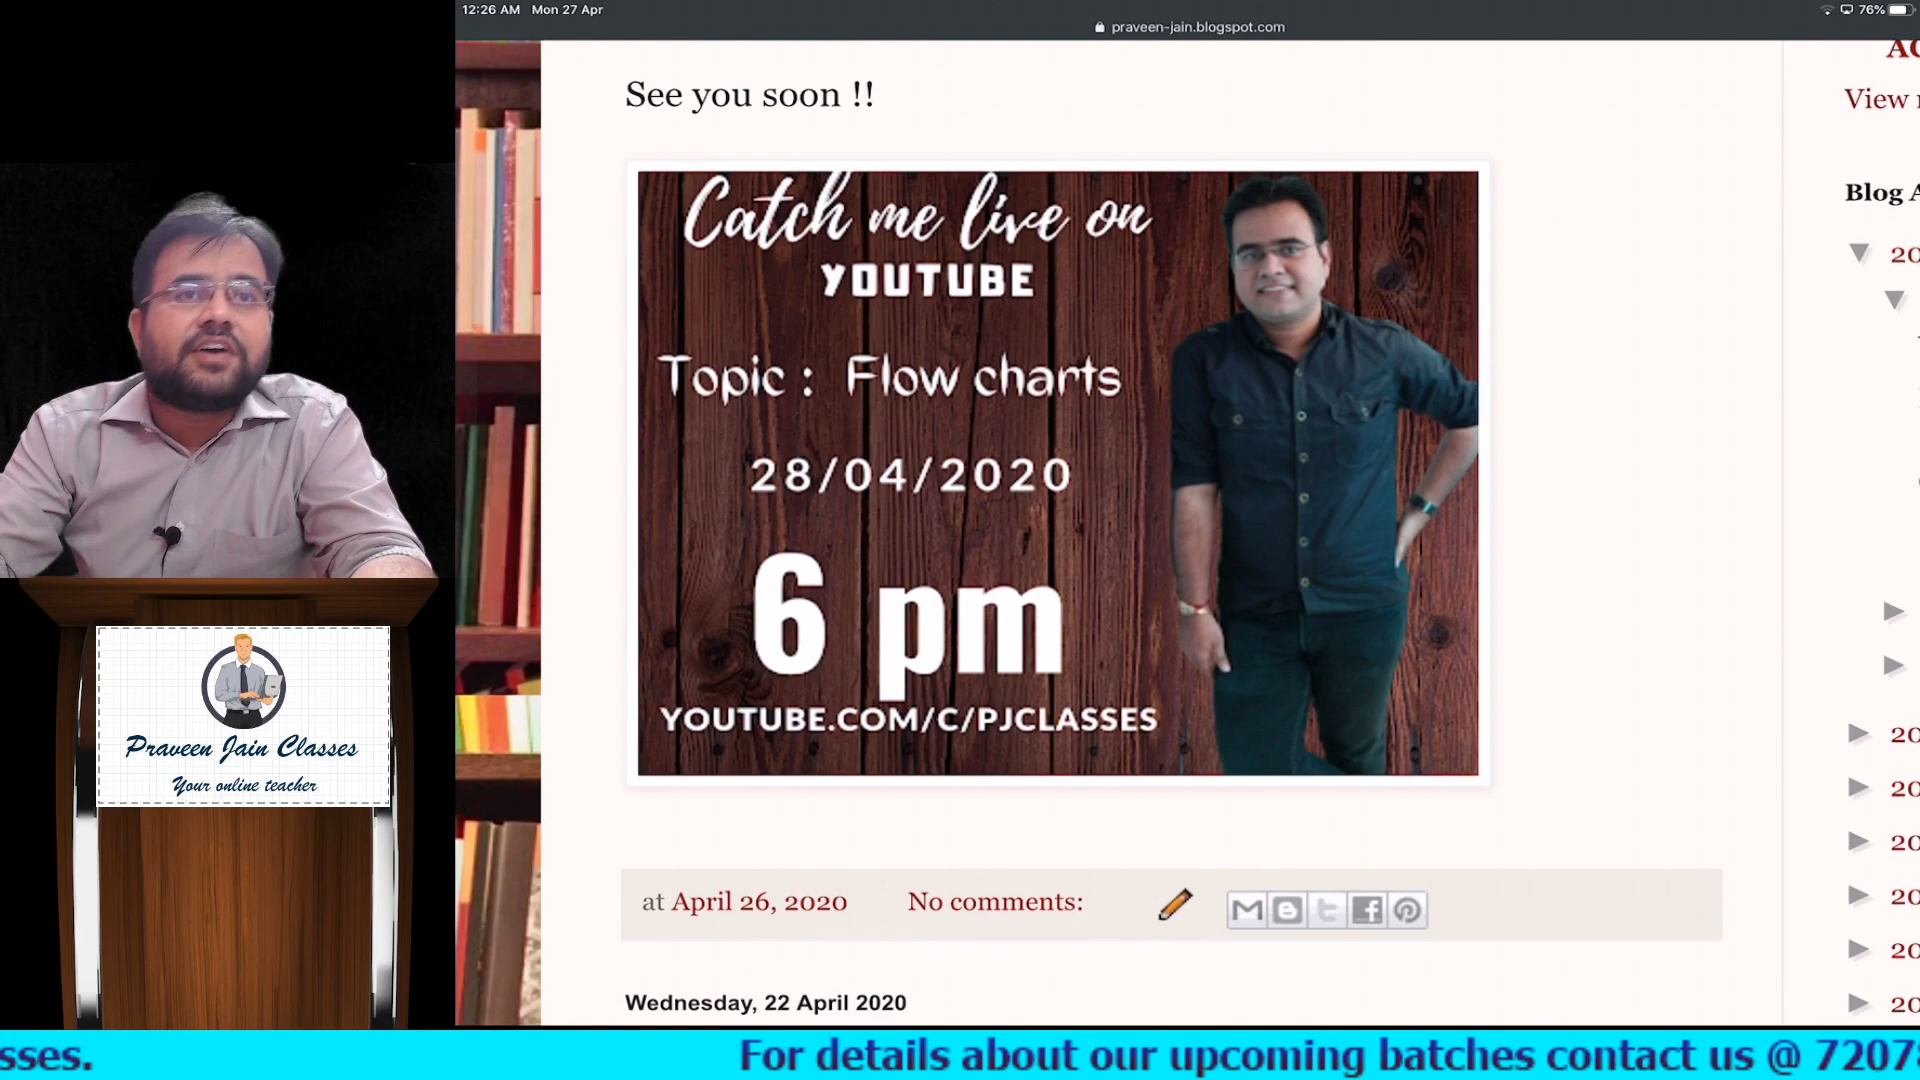 12:26 AM Mon 27 Apr
76%
praveen-jain.blogspot.com
See you soon !!
Catch me live on
YOUTUBE
Topic : Flow charts
28/04/2020
6 pm
YOUTUBE.COM/C/PJCLASSES
at April 26, 2020 No comments:
Wednesday, 22 April 2020
View
Blog
Praveen Jain Classes
Your online teacher
For details about our upcoming batches contact us @